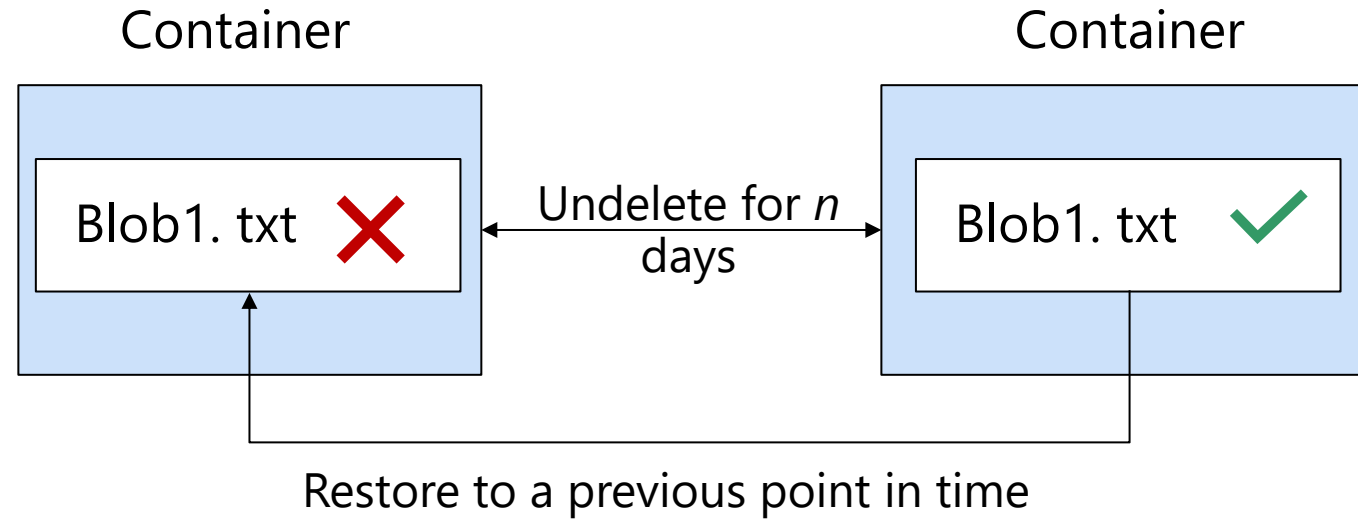 Container
Container
Blob1. txt
Undelete for n
days
Blob1. txt
Restore to a previous point in time